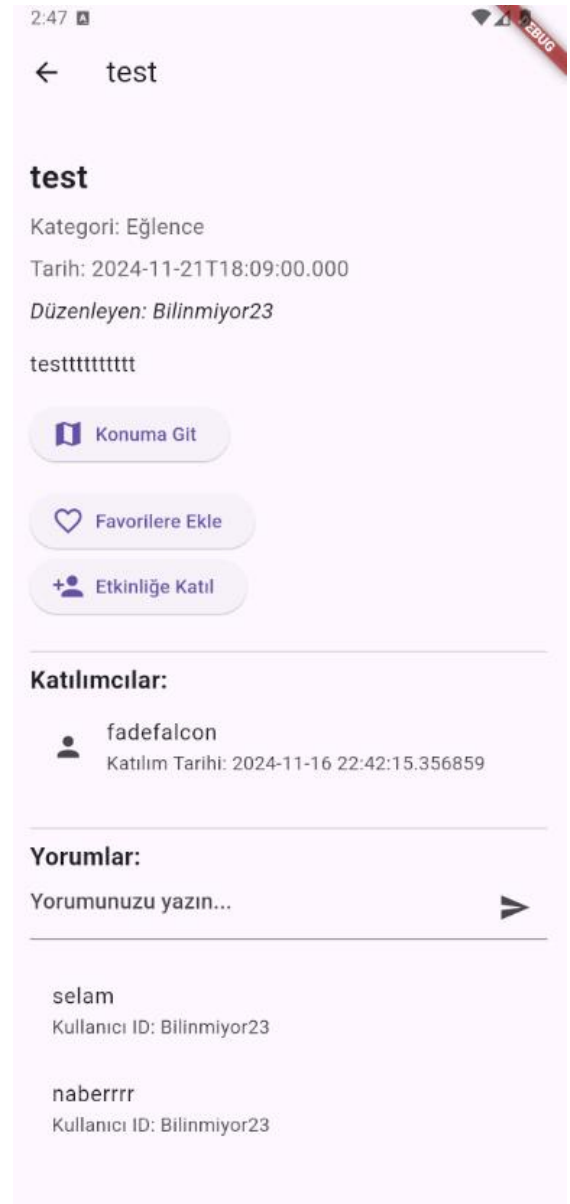 2:47
DEBUG
test
test
Kategori: Eğlence
Tarih: 2024-11-21T18:09:00.000
Düzenleyen: Bilinmiyor23
testttttttttt
Konuma Git
Favorilere Ekle
Etkinliğe Katıl
Katılımcılar:
fadefalcon
Katılım Tarihi: 2024-11-16 22:42:15.356859
Yorumlar:
Yorumunuzu yazın...
selam
Kullanıcı ID: Bilinmiyor23
naberrrr
Kullanıcı ID: Bilinmiyor23